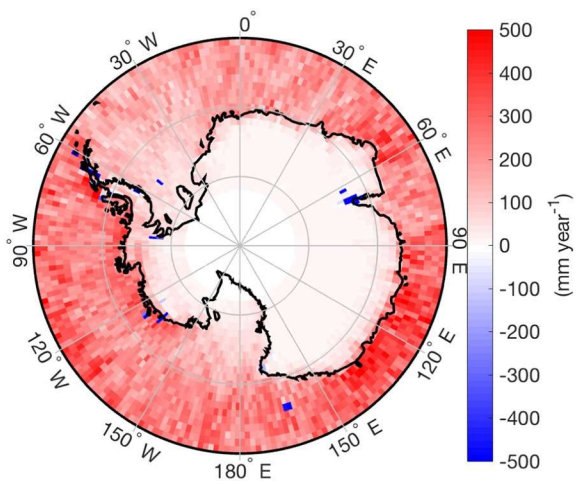 0°
30° E
60° E
90° E
120° E
150° E
180° E
150° W
120° W
90° W
60° W
30° W
500
400
300
200
100
0
-100
-200
-300
-400
-500
(mm year⁻¹)